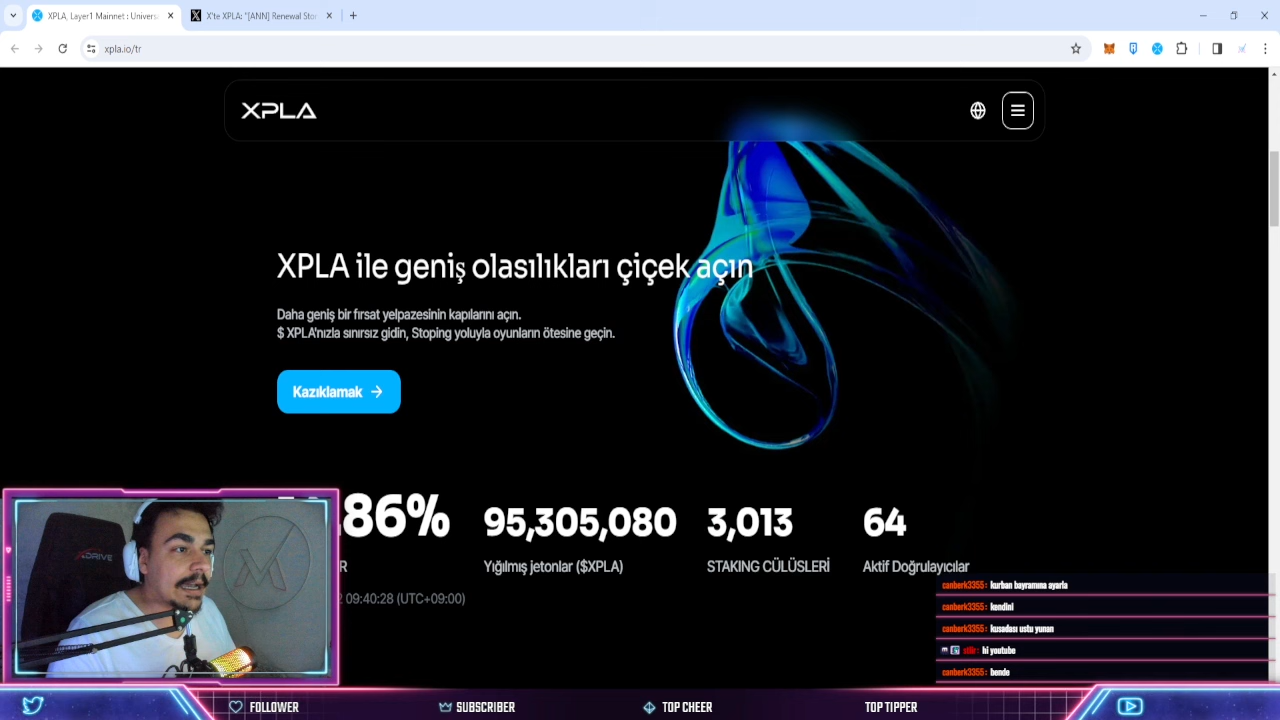 XPLA, Layer1 Mainnet : Univers
X'te XPLA: "[ANN] Renewal Stor
xpla.io/tr
XPLA
XPLA ile geniş olasılıkları çiçek açın
Daha geniş bir fırsat yelpazesinin kapılarını açın.
$ XPLA'nızla sınırsız gidin, Stoping yoluyla oyunların ötesine geçin.
Kazıklamak
.86%
95,305,080
3,013
64
R
Yığılmış jetonlar ($XPLA)
STAKING CÜLÜSLERİ
Aktif Doğrulayıcılar
2 09:40:28 (UTC+09:00)
XDRIVE
canberk3355: kurban bayramına ayarla
canberk3355: kendini
canberk3355: kusadası ustu yunan
hi youtube
canberk3355: bende
FOLLOWER
SUBSCRIBER
TOP CHEER
TOP TIPPER